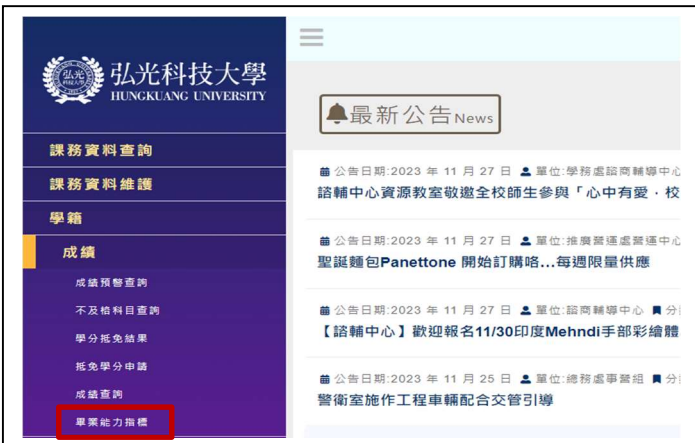 弘光科技大學
HUNGKUANG UNIVERSITY
課務資料查詢
課務資料維護
學籍
成績
成績預警查詢
不及格科目查詢
學分抵免結果
抵免學分申請
成績查詢
畢業能力指標
最新公告News
公告日期:2023 年 11 月 27 日 單位:學務處諮商輔導中心
諮輔中心資源教室敬邀全校師生參與「心中有愛．校
公告日期:2023 年 11 月 27 日 單位:推廣營運處營運中心
聖誕麵包Panettone 開始訂購咯...每週限量供應
公告日期:2023 年 11 月 27 日 單位:諮商輔導中心 分
【諮輔中心】歡迎報名11/30印度Mehndi手部彩繪體
公告日期:2023 年 11 月 25 日 單位:總務處事營組 分
警衛室施作工程車輛配合交管引導